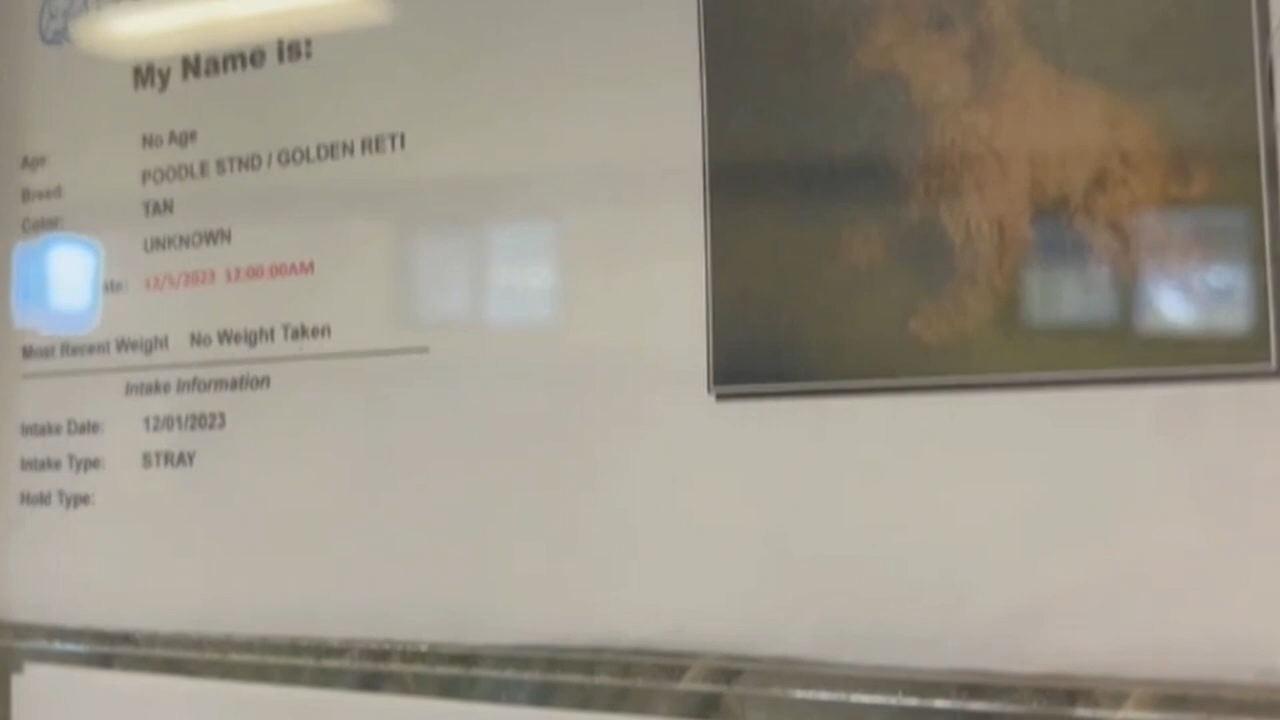 My Name is:
Age: No Age
Breed: POODLE STND / GOLDEN RETI
Color: TAN
UNKNOWN
12/5/2023 12:00:00AM
Most Recent Weight No Weight Taken
Intake Information
Intake Date: 12/01/2023
Intake Type: STRAY
Hold Type: